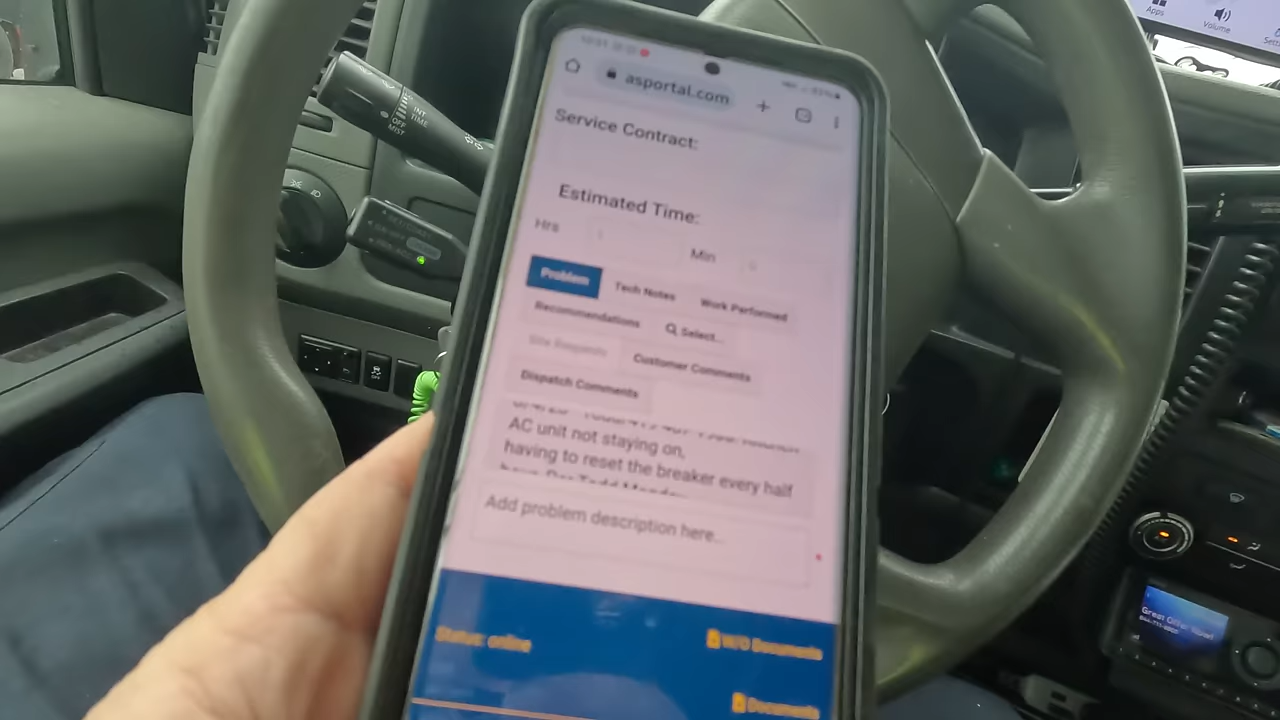 Apps
Volume
asportal.com
Service Contract:
Estimated Time:
Hrs
Min
Problem
Tech Notes
Work Performed
Recommendations
Select...
Site Requests
Customer Comments
Dispatch Comments
AC unit not staying on,
having to reset the breaker every half
Add problem description here...
Status: online
W/O Documents
Documents
INT
TIME
OFF
MIST
OFF